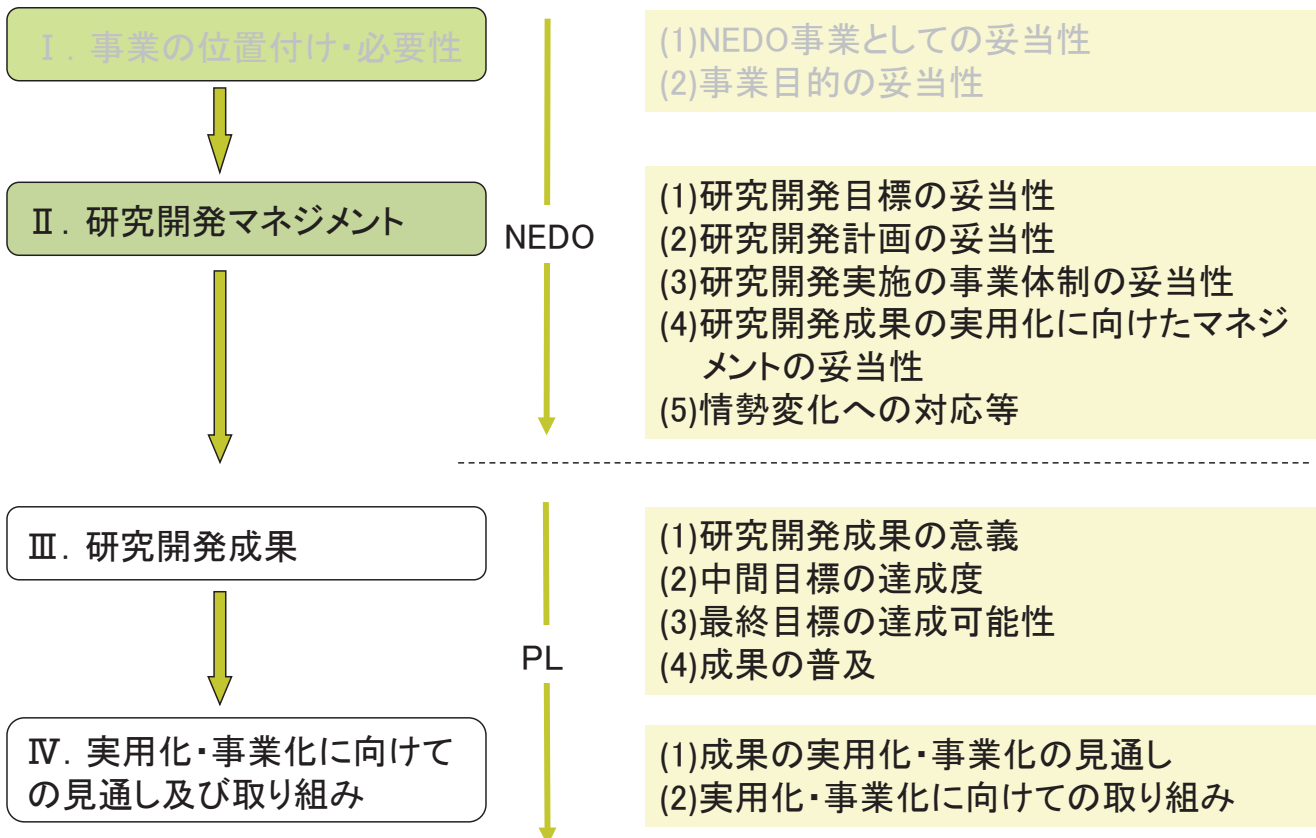 Ⅰ. 事業の位置付け・必要性
(1)NEDO事業としての妥当性
(2)事業目的の妥当性
Ⅱ. 研究開発マネジメント
NEDO
(1)研究開発目標の妥当性
(2)研究開発計画の妥当性
(3)研究開発実施の事業体制の妥当性
(4)研究開発成果の実用化に向けたマネジ
メントの妥当性
(5)情勢変化への対応等
Ⅲ. 研究開発成果
PL
(1)研究開発成果の意義
(2)中間目標の達成度
(3)最終目標の達成可能性
(4)成果の普及
Ⅳ. 実用化・事業化に向けて
の見通し及び取り組み
(1)成果の実用化・事業化の見通し
(2)実用化・事業化に向けての取り組み